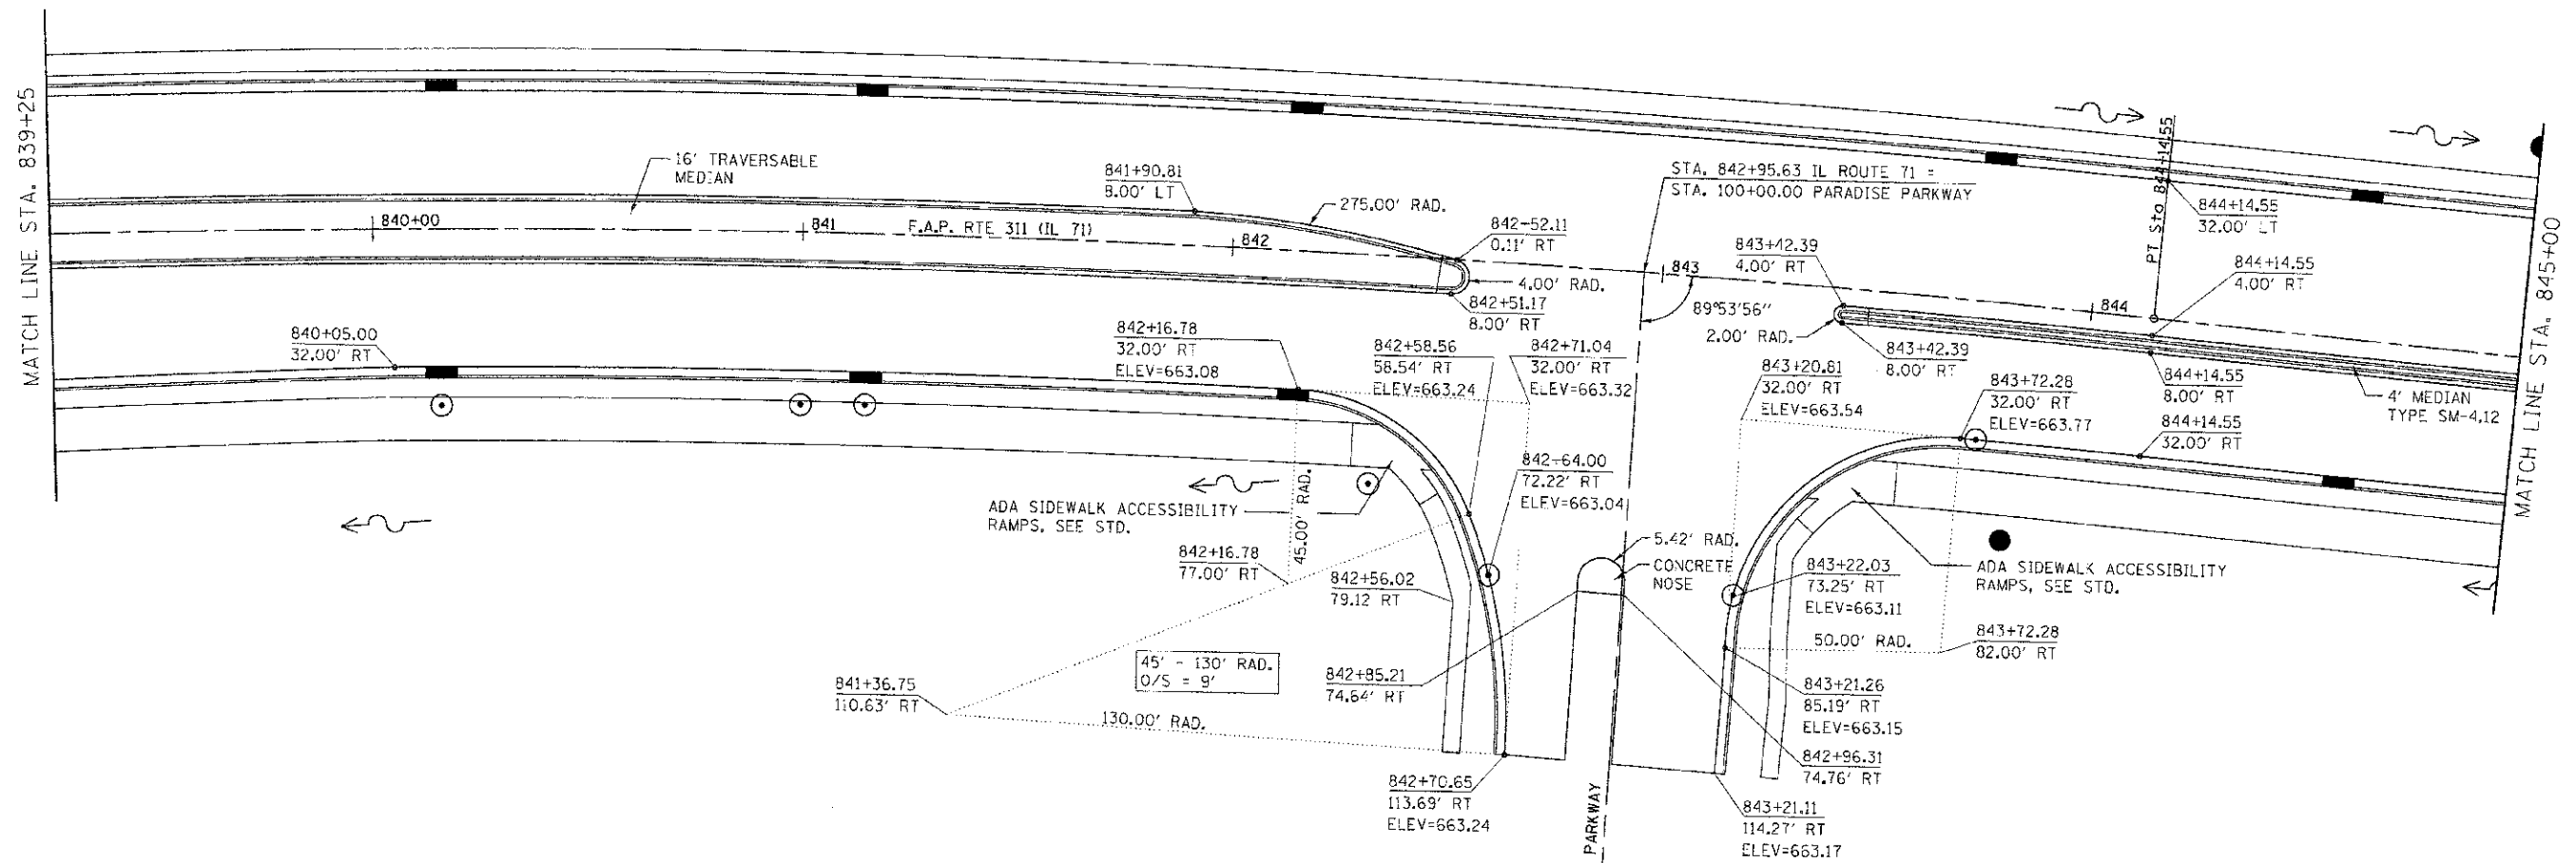 MATCH LINE STA. 839+25
16' TRAVERSABLE
MEDIAN
840+00
841
F.A.P. RTE 311 (IL 71)
842
841+90.81
8.00' LT
275.00' RAD.
842+52.11
0.11' RT
4.00' RAD.
842+51.17
8.00' RT
STA. 842+95.63 IL ROUTE 71 =
STA. 100+00.00 PARADISE PARKWAY
843
89°53'56"
843+42.39
4.00' RT
2.00' RAD.
843+42.39
8.00' RT
844
PT Sta 844+14.55
844+14.55
32.00' LT
844+14.55
4.00' RT
844+14.55
8.00' RT
4' MEDIAN
TYPE SM-4.12
844+14.55
32.00' RT
MATCH LINE STA. 845+00
840+05.00
32.00' RT
842+16.78
32.00' RT
ELEV=663.08
842+58.56
58.54' RT
ELEV=663.24
842+71.04
32.00' RT
ELEV=663.32
843+20.81
32.00' RT
ELEV=663.54
843+72.28
32.00' RT
ELEV=663.77
842+64.00
72.22' RT
ELEV=663.04
ADA SIDEWALK ACCESSIBILITY
RAMPS, SEE STD.
45.00' RAD.
842+16.78
77.00' RT
842+56.02
79.12 RT
5.42' RAD.
CONCRETE
NOSE
843+22.03
73.25' RT
ELEV=663.11
ADA SIDEWALK ACCESSIBILITY
RAMPS, SEE STD.
50.00' RAD.
843+72.28
82.00' RT
45' - 130' RAD.
O/S = 9'
841+36.75
110.63' RT
130.00' RAD.
842+85.21
74.64' RT
843+21.26
85.19' RT
ELEV=663.15
842+96.31
74.76' RT
842+70.65
113.69' RT
ELEV=663.24
PARKWAY
843+21.11
114.27' RT
ELEV=663.17